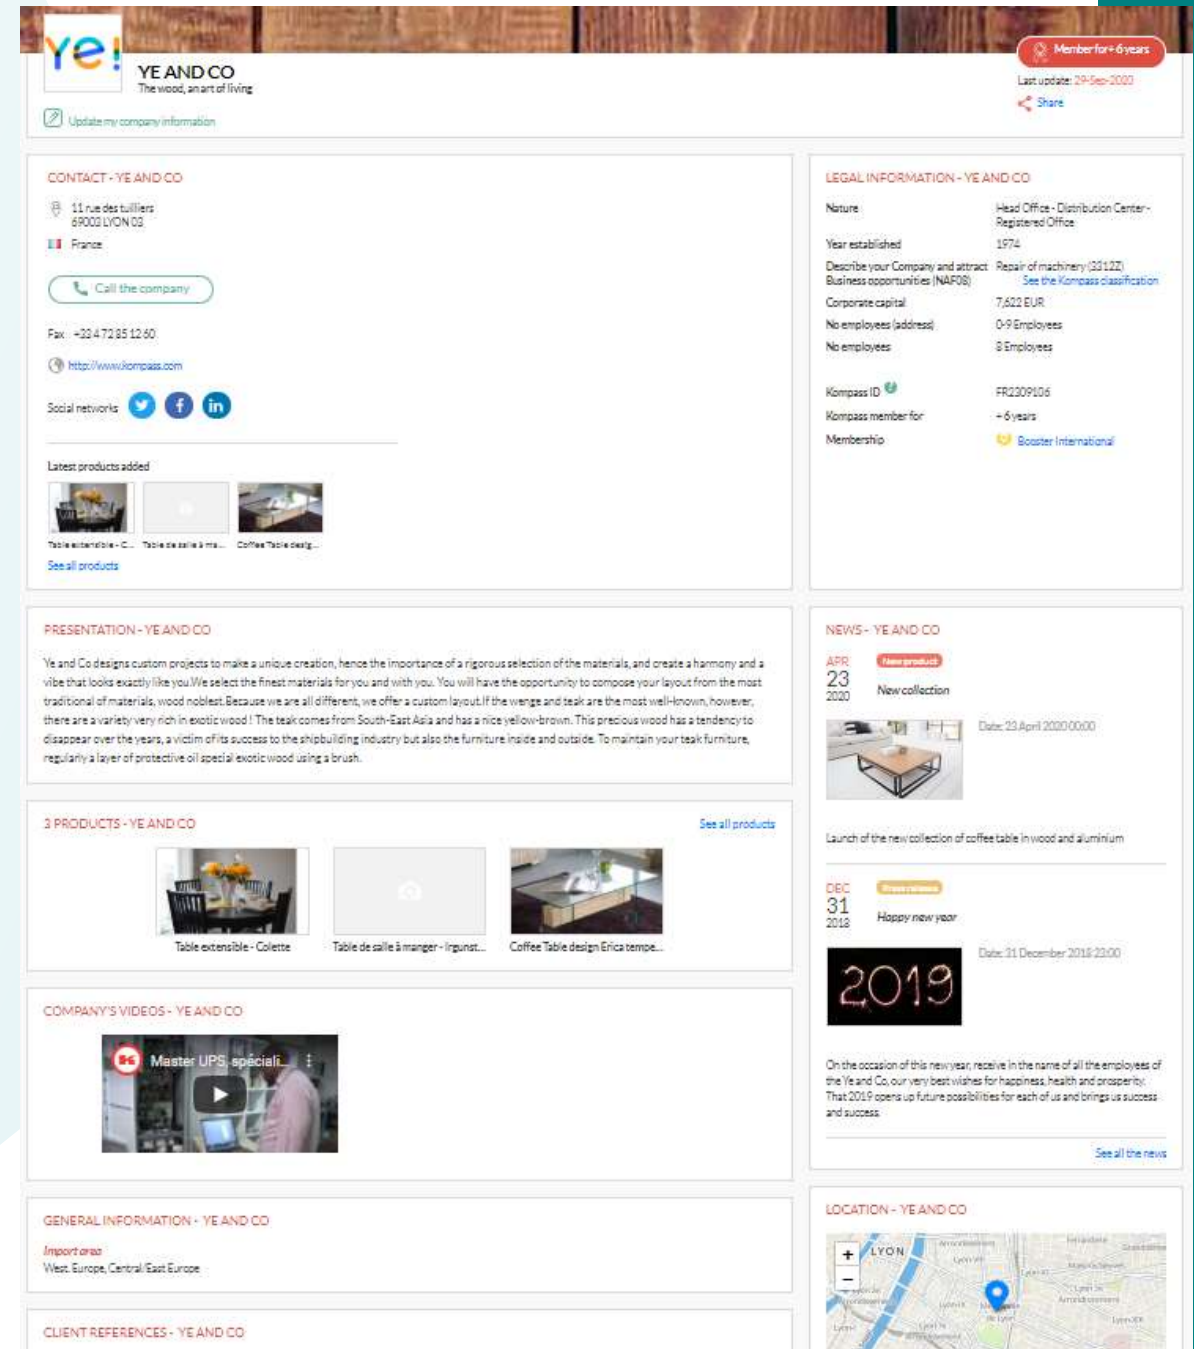 Ye!
YE AND CO
The wood, an art of living
Update my company information
Member for + 6 years
Last update: 29-Sep-2020
Share
CONTACT - YE AND CO
11 rue des tuilliers
69003 LYON 03
France
Call the company
Fax +33 4 72 85 12 60
http://www.kompass.com
Social networks
Latest products added
Table extensible - C...
Table de salle à ma...
Coffee Table desig...
See all products
LEGAL INFORMATION - YE AND CO
Nature Head Office - Distribution Center -
Registered Office
Year established 1974
Describe your Company and attract Repair of machinery (3312Z)
Business opportunities (NAF08) See the Kompass classification
Corporate capital 7,622 EUR
No employees (address) 0-9 Employees
No employees 8 Employees
Kompass ID ? FR2309106
Kompass member for + 6 years
Membership Booster International
PRESENTATION - YE AND CO
Ye and Co designs custom projects to make a unique creation, hence the importance of a rigorous selection of the materials, and create a harmony and a
vibe that looks exactly like you.We select the finest materials for you and with you. You will have the opportunity to compose your layout from the most
traditional of materials, wood noblest.Because we are all different, we offer a custom layout.If the wenge and teak are the most well-known, however,
there are a variety very rich in exotic wood ! The teak comes from South-East Asia and has a nice yellow-brown. This precious wood has a tendency to
disappear over the years, a victim of its success to the shipbuilding industry but also the furniture inside and outside. To maintain your teak furniture,
regularly a layer of protective oil special exotic wood using a brush.
3 PRODUCTS - YE AND CO
See all products
Table extensible - Colette
Table de salle à manger - Irgunst...
Coffee Table design Erica tempe...
COMPANY'S VIDEOS - YE AND CO
Master UPS, spéciali...
GENERAL INFORMATION - YE AND CO
Import area
West. Europe, Central/East Europe
CLIENT REFERENCES - YE AND CO
NEWS - YE AND CO
APR
23
2020
New product
New collection
Date: 23 April 2020 00:00
Launch of the new collection of coffee table in wood and aluminium
DEC
31
2018
Press release
Happy new year
Date: 31 December 2018 23:00
2019
On the occasion of this new year, receive in the name of all the employees of
the Ye and Co, our very best wishes for happiness, health and prosperity.
That 2019 opens up future possibilities for each of us and brings us success
and success.
See all the news
LOCATION - YE AND CO
+
−
LYON